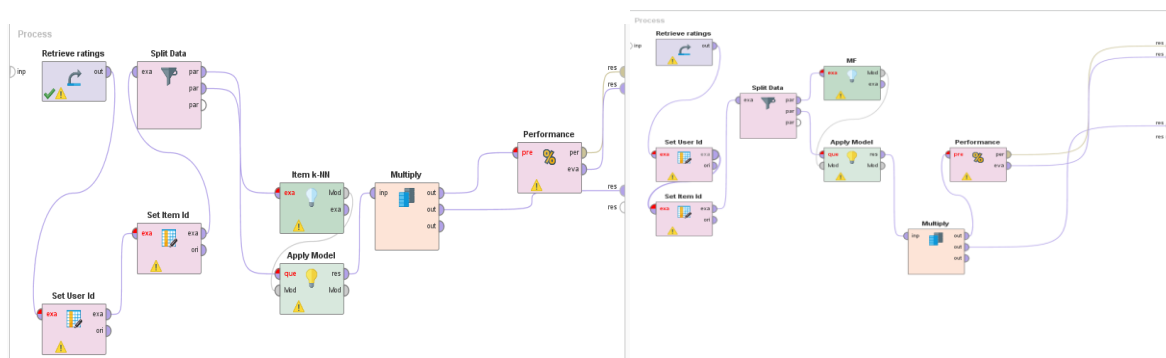 Process
Retrieve ratings
inp
out
Split Data
exa
par
par
par
Set User Id
exa
exa
ori
Set Item Id
exa
exa
ori
Item k-NN
exa
Mod
exa
Apply Model
que
res
Mod
Mod
Multiply
inp
out
out
out
Performance
pre
per
%
eva
res
res
res
res
Process
Retrieve ratings
inp
out
Set User Id
exa
exa
ori
Set Item Id
exa
exa
ori
Split Data
exa
par
par
par
MF
exa
Mod
exa
Apply Model
que
res
Mod
Mod
Multiply
inp
out
out
out
Performance
pre
per
%
eva
res
res
res
res